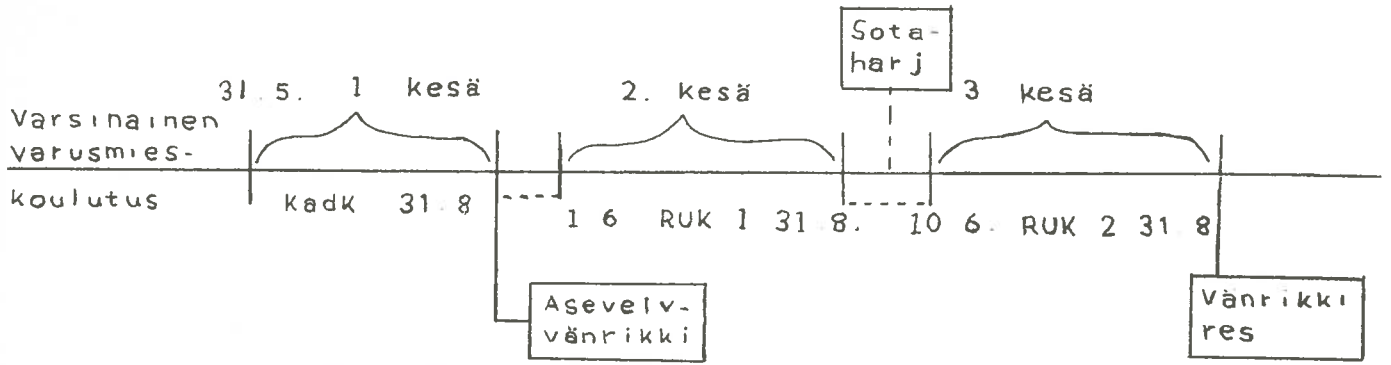 Sota-
harj
31.5. 1 kesä
2. kesä
3 kesä
Varsinainen
varusmies-
koulutus
KadK 31 8
1 6 RUK 1 31 8.
10 6. RUK 2 31 8
Asevelv-
vänrikki
Vänrikki
res